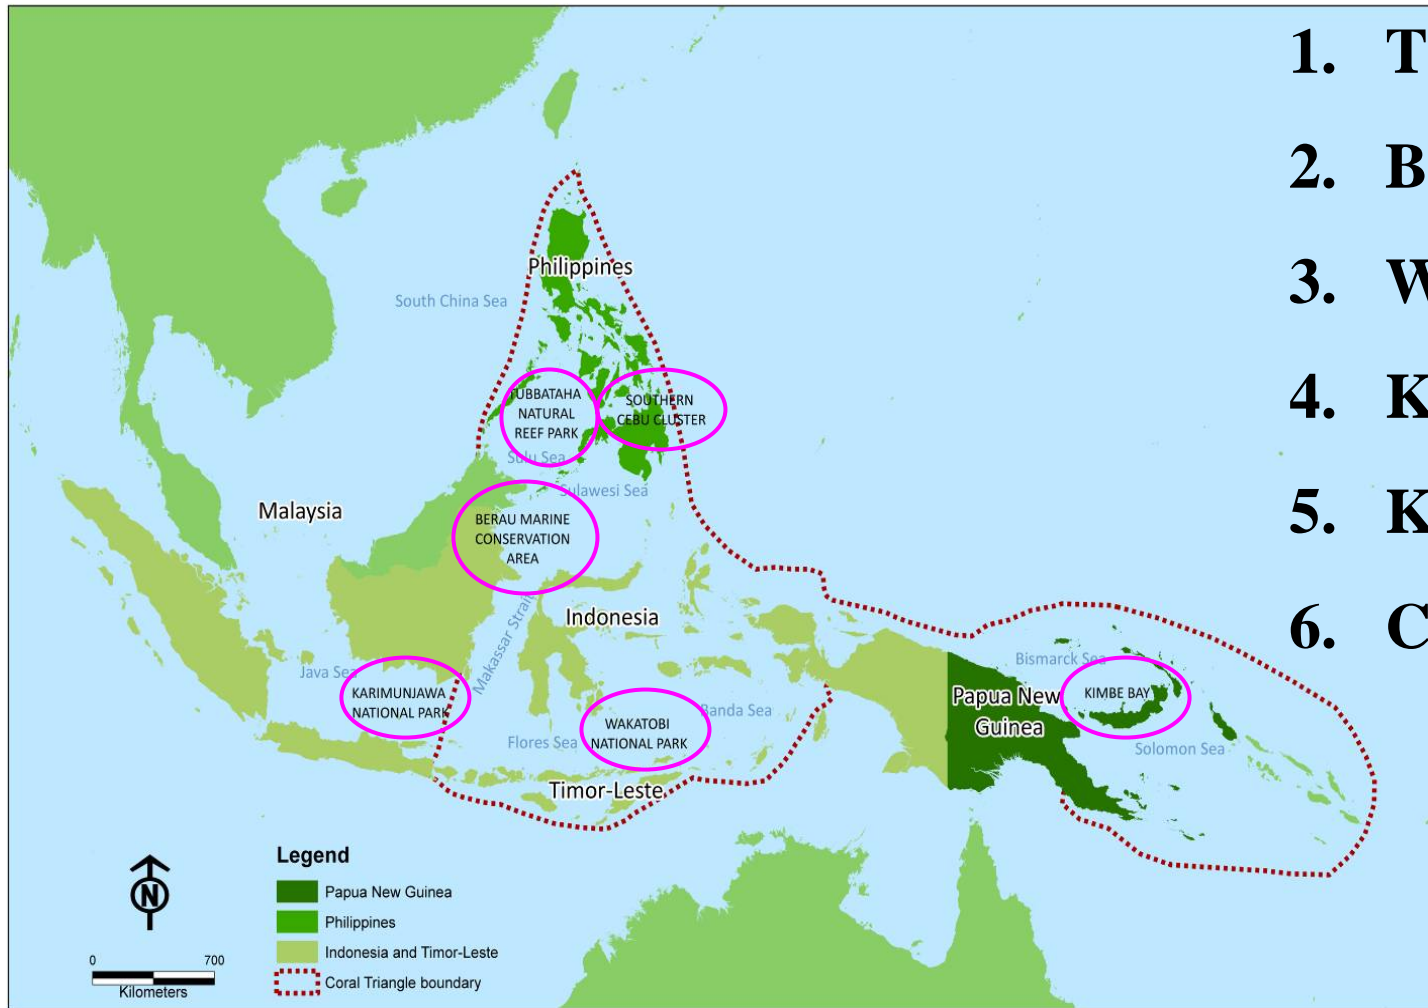 1. T
2. B
3. W
4. K
5. K
6. C
Philippines
South China Sea
TUBBATAHA
NATURAL
REEF PARK
SOUTHERN
CEBU CLUSTER
Sulu Sea
Sulawesi Sea
Malaysia
BERAU MARINE
CONSERVATION
AREA
Makassar Strait
Indonesia
Java Sea
KARIMUNJAWA
NATIONAL PARK
WAKATOBI
NATIONAL PARK
Banda Sea
Flores Sea
Timor-Leste
Bismarck Sea
Papua New
Guinea
KIMBE BAY
Solomon Sea
N
0 700
Kilometers
Legend
Papua New Guinea
Philippines
Indonesia and Timor-Leste
Coral Triangle boundary